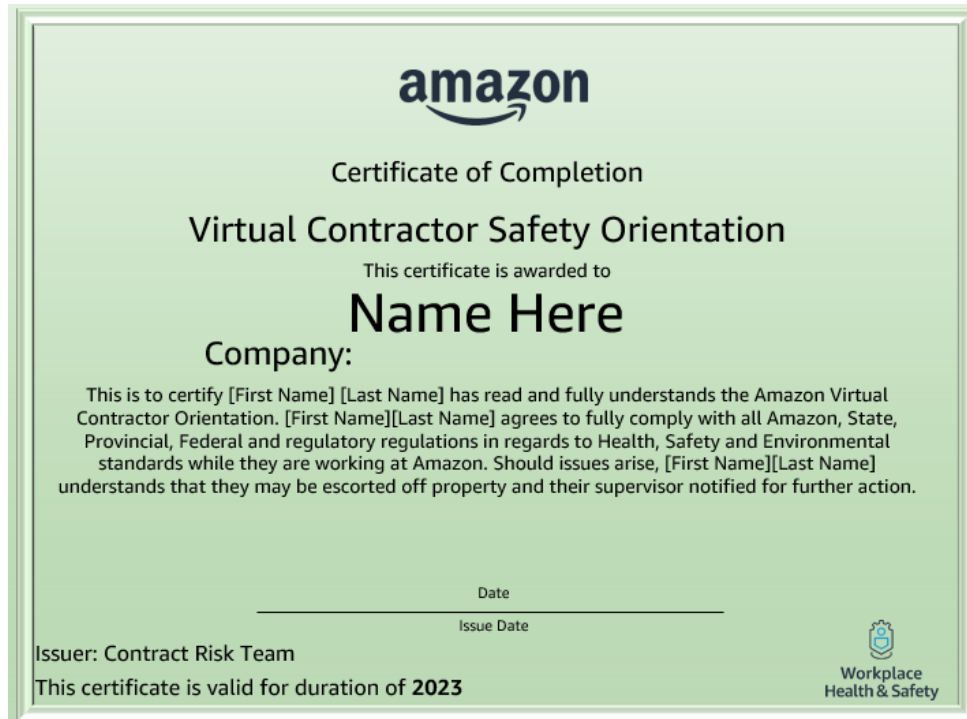 amazon
Certificate of Completion
Virtual Contractor Safety Orientation
This certificate is awarded to
Name Here
Company:
This is to certify [First Name] [Last Name] has read and fully understands the Amazon Virtual
Contractor Orientation. [First Name][Last Name] agrees to fully comply with all Amazon, State,
Provincial, Federal and regulatory regulations in regards to Health, Safety and Environmental
standards while they are working at Amazon. Should issues arise, [First Name][Last Name]
understands that they may be escorted off property and their supervisor notified for further action.
Date
Issue Date
Issuer: Contract Risk Team
This certificate is valid for duration of 2023
Workplace
Health & Safety